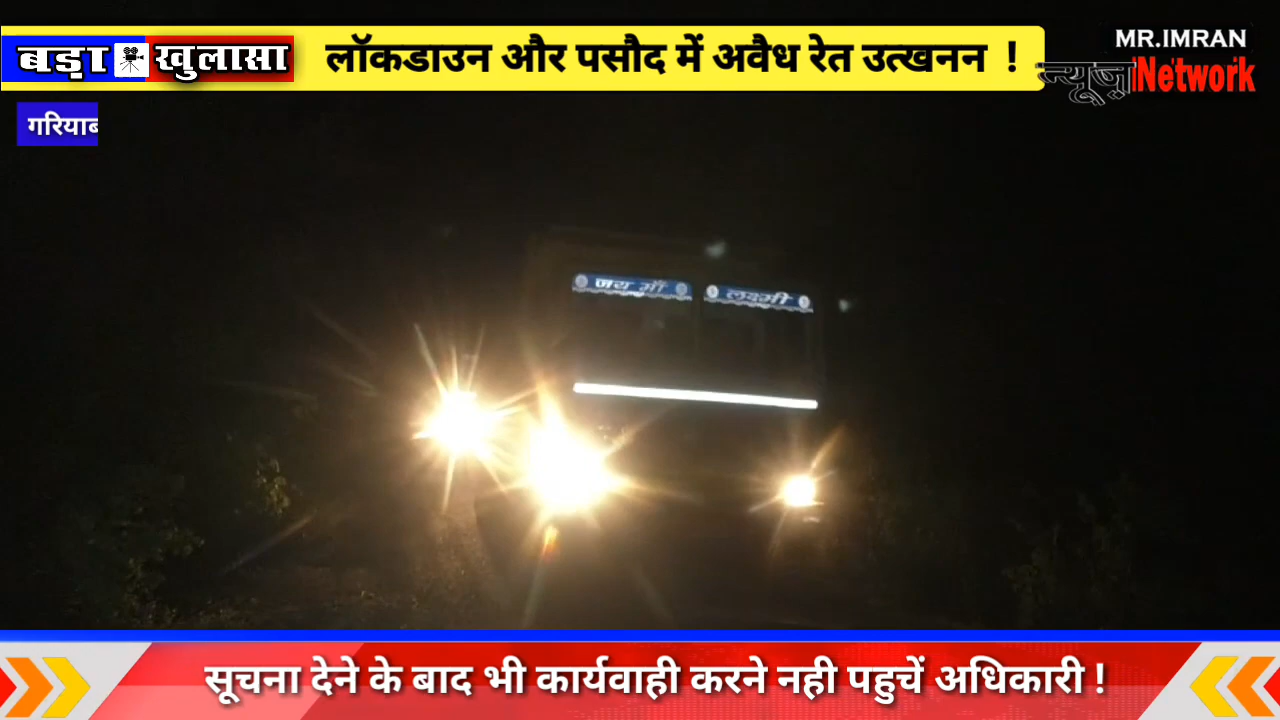 बड़ा खुलासा
लॉकडाउन और पसौद में अवैध रेत उत्खनन !
MR.IMRAN
न्यूज़ Network
गरियाब
जय माँ लक्ष्मी
सूचना देने के बाद भी कार्यवाही करने नही पहुचें अधिकारी !